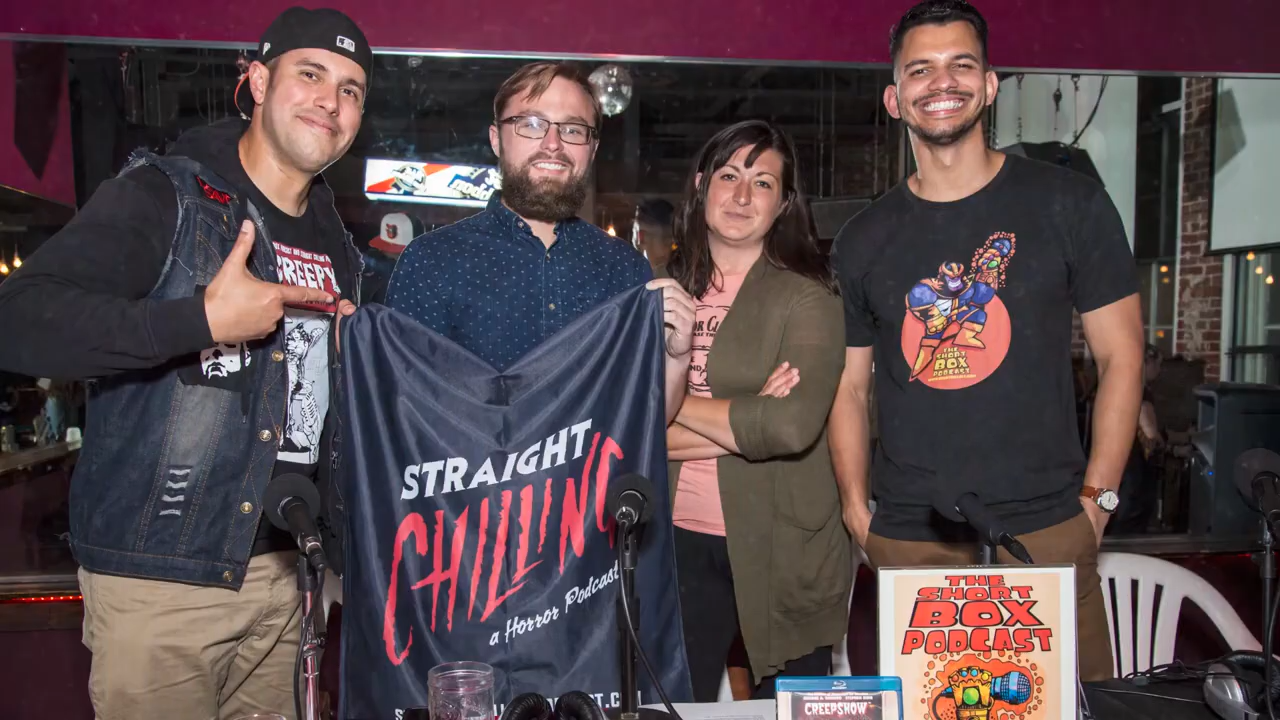 CREEPY
STRAIGHT
CHILLING
a Horror Podcast
THE
SHORT
BOX
PODCAST
THE
SHORT
BOX
PODCAST
CREEPSHOW